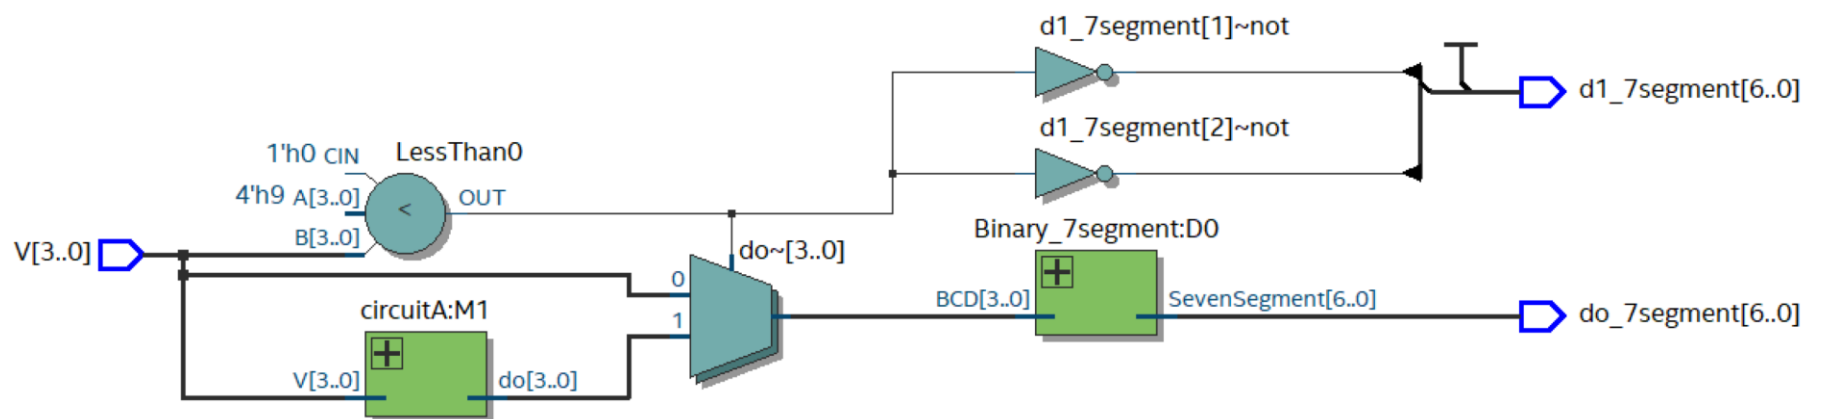 d1_7segment[1]~not
d1_7segment[6..0]
d1_7segment[2]~not
1'h0 CIN
LessThan0
4'h9 A[3..0]
<
OUT
B[3..0]
V[3..0]
do~[3..0]
Binary_7segment:D0
0
1
BCD[3..0]
SevenSegment[6..0]
do_7segment[6..0]
circuitA:M1
V[3..0]
do[3..0]